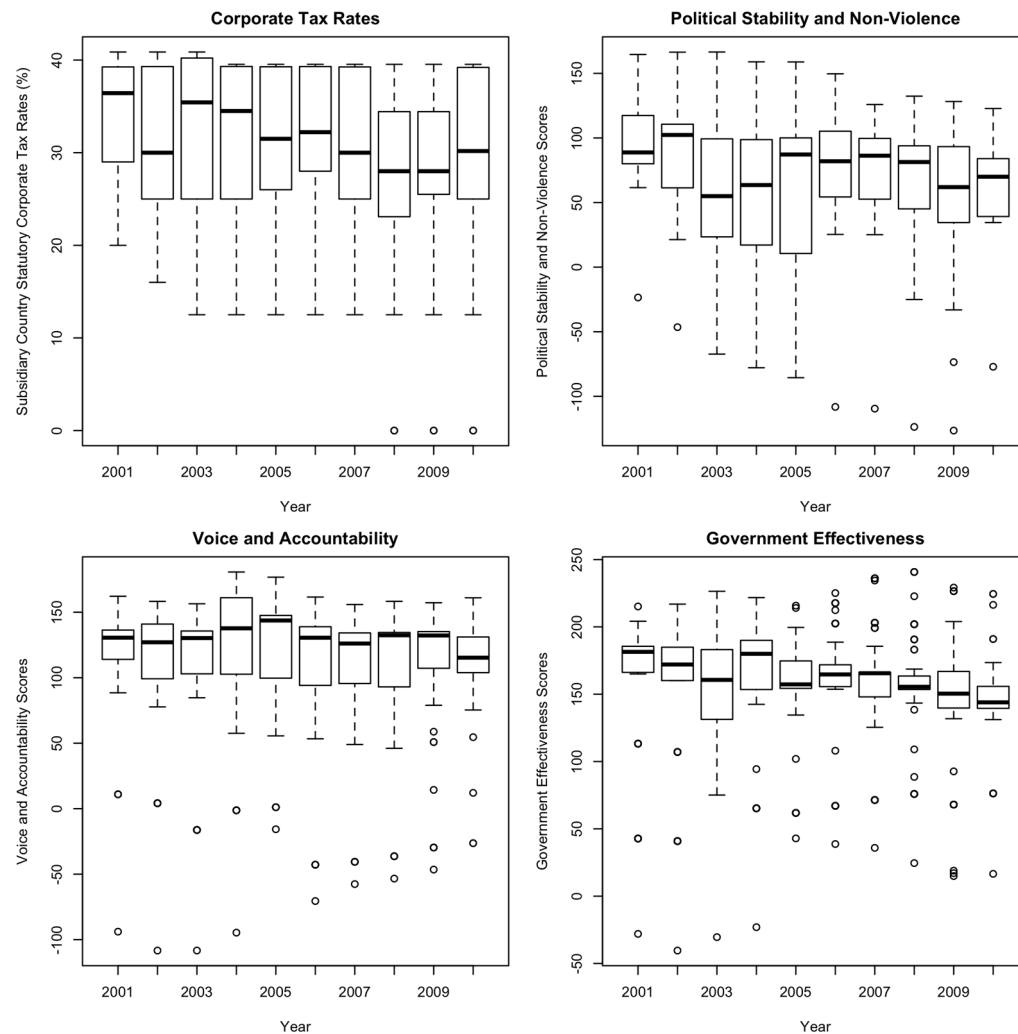 Corporate Tax Rates
Subsidiary Country Statutory Corporate Tax Rates (%)
40
30
20
10
0
2001 2003 2005 2007 2009
Year
Political Stability and Non-Violence
Political Stability and Non-Violence Scores
150
100
50
0
-50
-100
2001 2003 2005 2007 2009
Year
Voice and Accountability
Voice and Accountability Scores
150
100
50
0
-50
-100
2001 2003 2005 2007 2009
Year
Government Effectiveness
Government Effectiveness Scores
250
200
150
100
50
0
-50
2001 2003 2005 2007 2009
Year